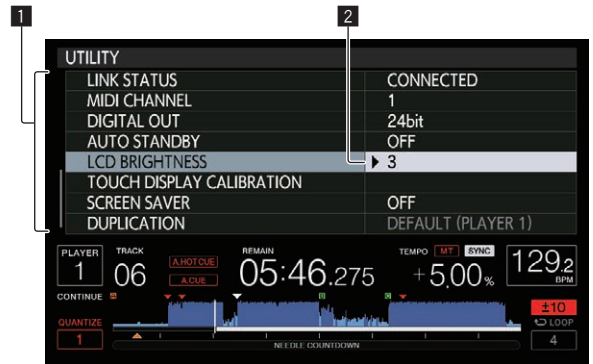 1 2
UTILITY
LINK STATUS CONNECTED
MIDI CHANNEL 1
DIGITAL OUT 24bit
AUTO STANDBY OFF
LCD BRIGHTNESS 3
TOUCH DISPLAY CALIBRATION
SCREEN SAVER OFF
DUPLICATION DEFAULT (PLAYER 1)
PLAYER TRACK REMAIN TEMPO MT SYNC
1 06 A.HOT CUE A.CUE 05:46.275 +5.00% 129.2 BPM
CONTINUE A B C
±10
QUANTIZE LOOP
1 NEEDLE COUNTDOWN 4